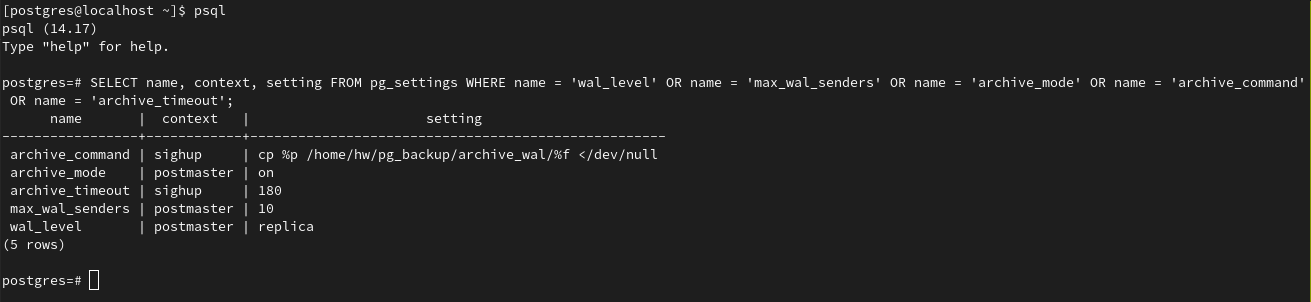 [postgres@localhost ~]$ psql
psql (14.17)
Type "help" for help.

postgres=# SELECT name, context, setting FROM pg_settings WHERE name = 'wal_level' OR name = 'max_wal_senders' OR name = 'archive_mode' OR name = 'archive_command'
 OR name = 'archive_timeout';
      name       |  context   |                      setting
-----------------+------------+----------------------------------------------------
 archive_command | sighup     | cp %p /home/hw/pg_backup/archive_wal/%f </dev/null
 archive_mode    | postmaster | on
 archive_timeout | sighup     | 180
 max_wal_senders | postmaster | 10
 wal_level       | postmaster | replica
(5 rows)

postgres=#